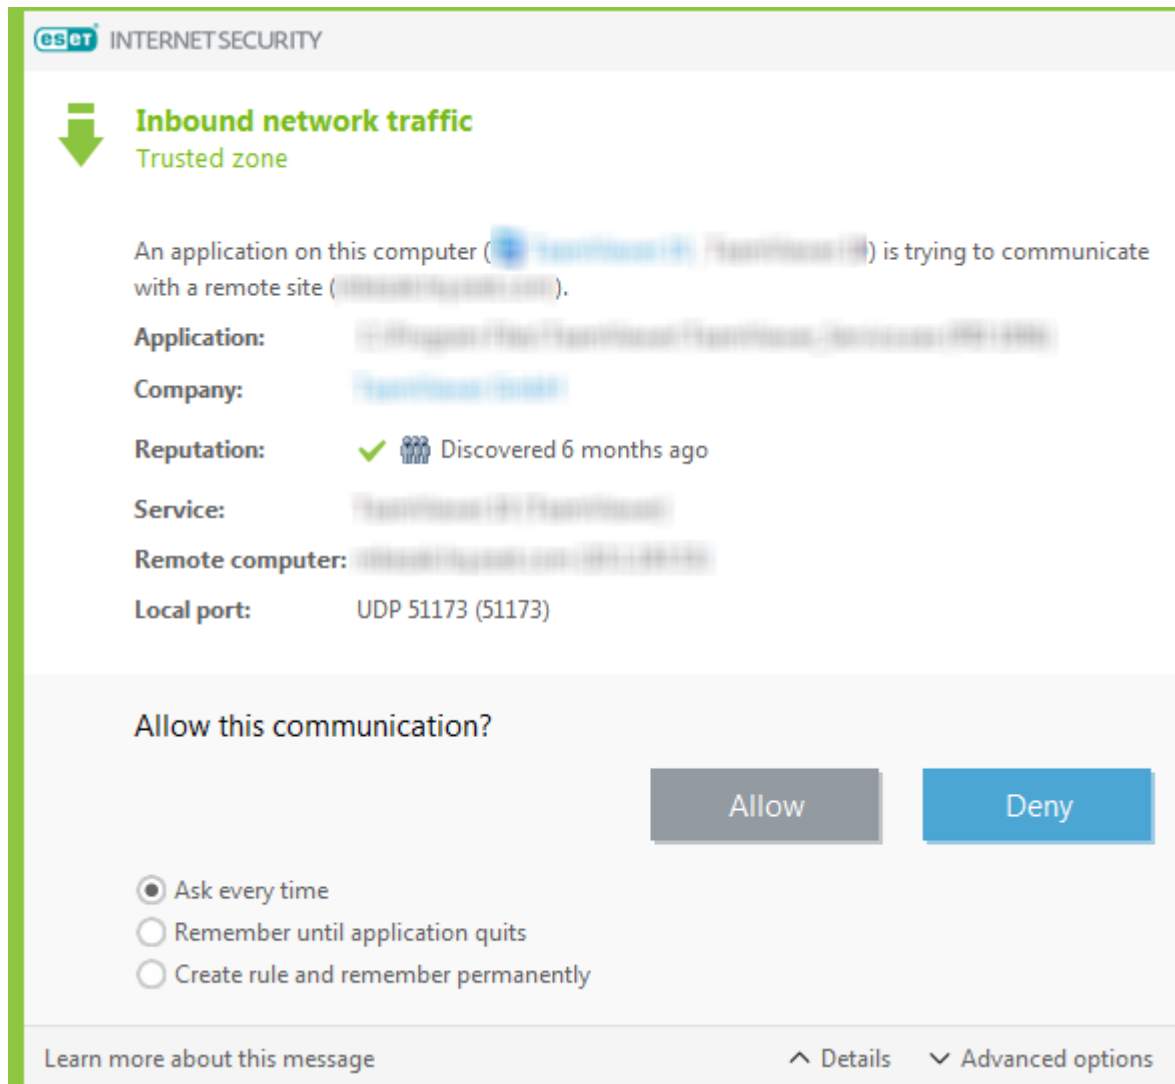 eset INTERNET SECURITY
Inbound network traffic
Trusted zone
An application on this computer ( ) is trying to communicate
with a remote site ( ).
Application:
Company:
Reputation: Discovered 6 months ago
Service:
Remote computer:
Local port: UDP 51173 (51173)
Allow this communication?
Allow Deny
Ask every time
Remember until application quits
Create rule and remember permanently
Learn more about this message Details Advanced options